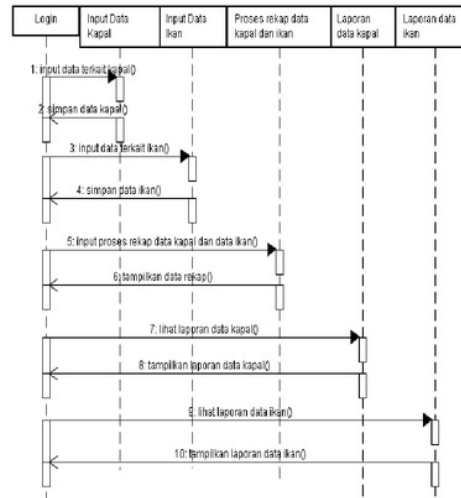 Login
Input Data
Kapal
Input Data
Ikan
Proses rekap data
kapal dan ikan
Laporan
data kapal
Laporan data
ikan
1: input data terkait kapal()
2: simpan data kapal()
3: input data terkait ikan()
4: simpan data ikan()
5: input proses rekap data kapal dan data ikan()
6: tampilkan data rekap()
7: lihat laporan data kapal()
8: tampilkan laporan data kapal()
9: lihat laporan data ikan()
10: tampilkan laporan data ikan()